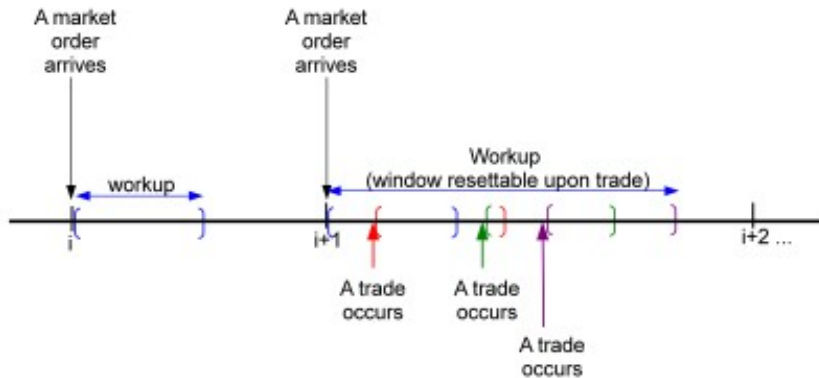 A market
order
arrives
A market
order
arrives
workup
Workup
(window resettable upon trade)
i
i+1
i+2 ...
A trade
occurs
A trade
occurs
A trade
occurs